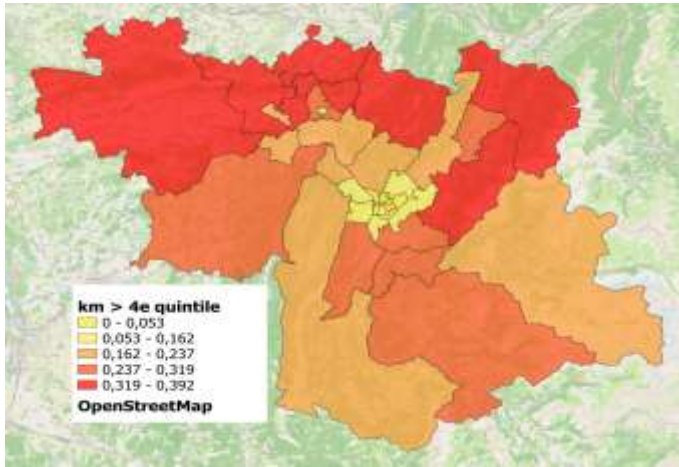 km > 4e quintile
0 - 0,053
0,053 - 0,162
0,162 - 0,237
0,237 - 0,319
0,319 - 0,392
OpenStreetMap